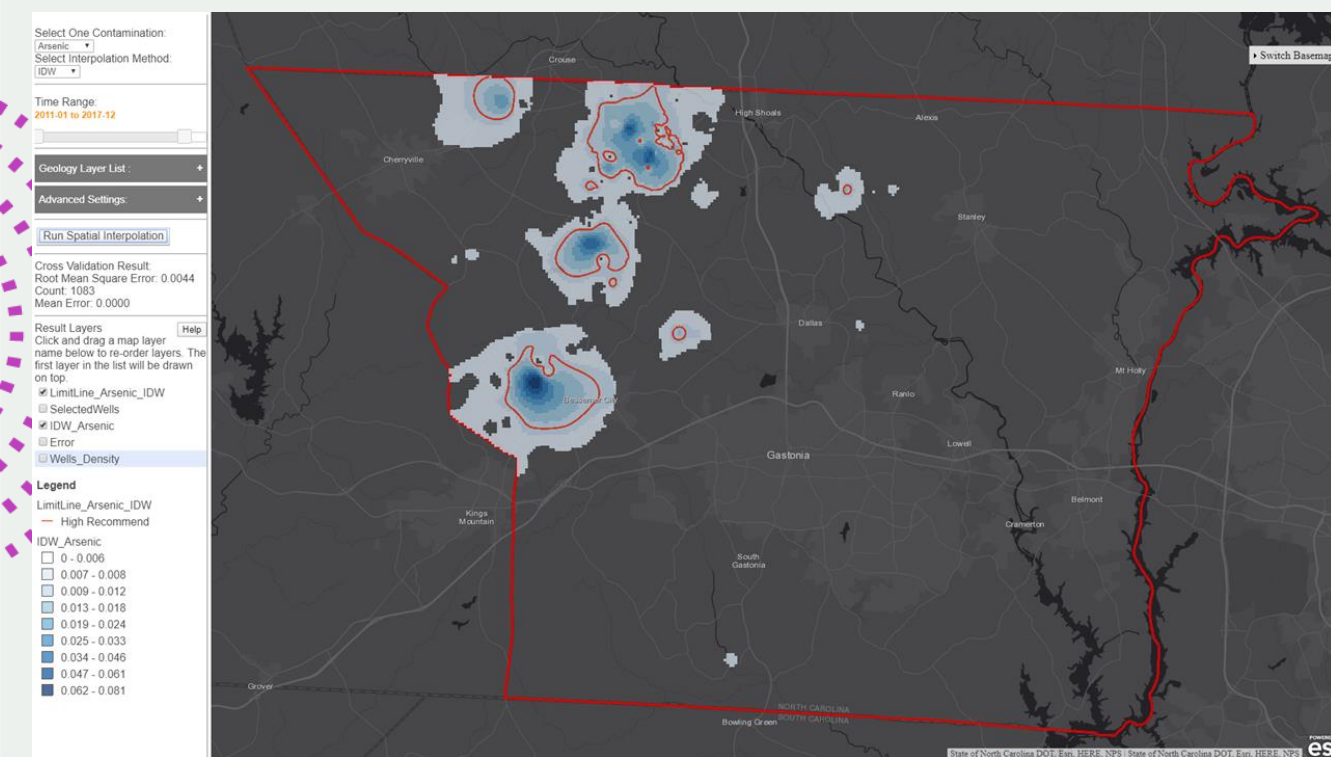 Select One Contamination:
Arsenic
Select Interpolation Method:
IDW
Time Range:
2011-01 to 2017-12
Geology Layer List : +
Advanced Settings: +
Run Spatial Interpolation
Cross Validation Result:
Root Mean Square Error: 0.0044
Count: 1083
Mean Error: 0.0000
Result Layers Help
Click and drag a map layer
name below to re-order layers. The
first layer in the list will be drawn
on top.
LimitLine_Arsenic_IDW
SelectedWells
IDW_Arsenic
Error
Wells_Density
Legend
LimitLine_Arsenic_IDW
High Recommend
IDW_Arsenic
0 - 0.006
0.007 - 0.008
0.009 - 0.012
0.013 - 0.018
0.019 - 0.024
0.025 - 0.033
0.034 - 0.046
0.047 - 0.061
0.062 - 0.081
Switch Basemap
Crouse
High Shoals
Alexis
Cherryville
Stanley
Dallas
Mt Holly
Bessemer City
Ranlo
Lowell
Gastonia
Belmont
Kings
Mountain
Cramerton
South
Gastonia
Grover
NORTH CAROLINA
SOUTH CAROLINA
Bowling Green
State of North Carolina DOT, Esri, HERE, NPS | State of North Carolina DOT, Esri, HERE, NPS
POWERED
es